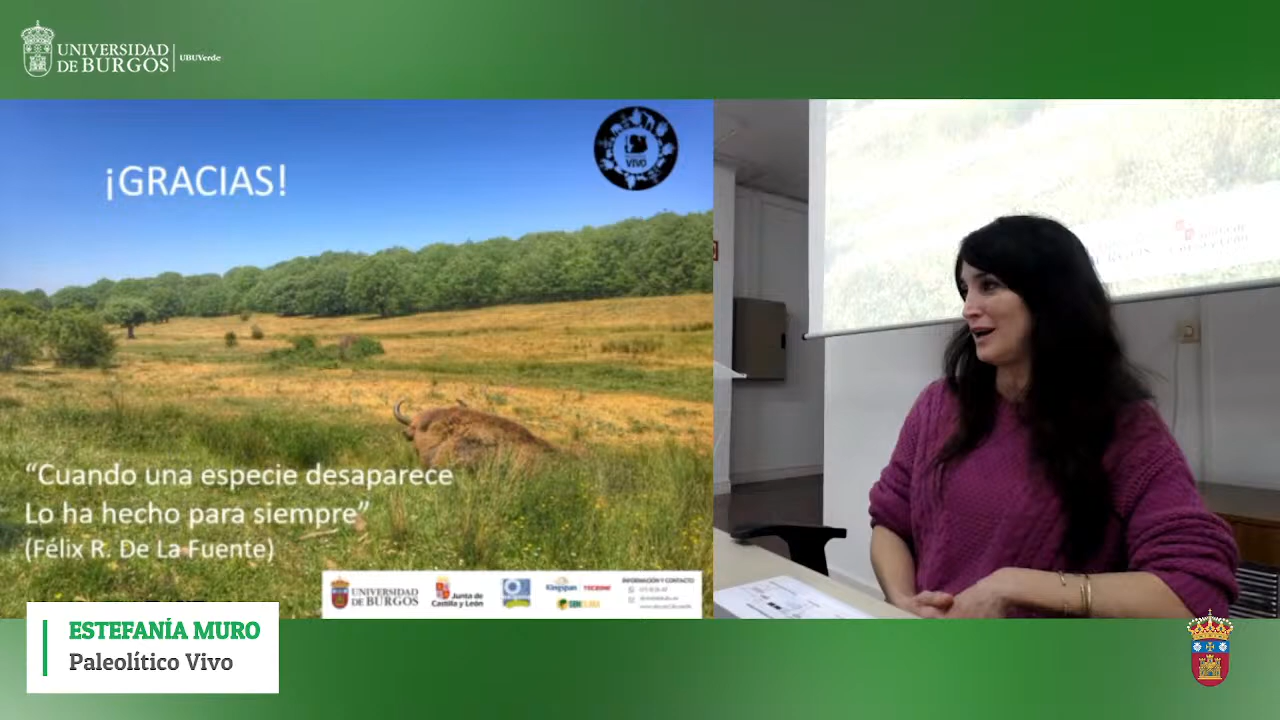 UNIVERSIDAD
DE BURGOS
UBUVerde
¡GRACIAS!
VIVO
“Cuando una especie desaparece
Lo ha hecho para siempre”
(Félix R. De La Fuente)
UNIVERSIDAD
DE BURGOS
Junta de
Castilla y León
Kingspan
INFORMACIÓN Y CONTACTO
ESTEFANÍA MURO
Paleolítico Vivo